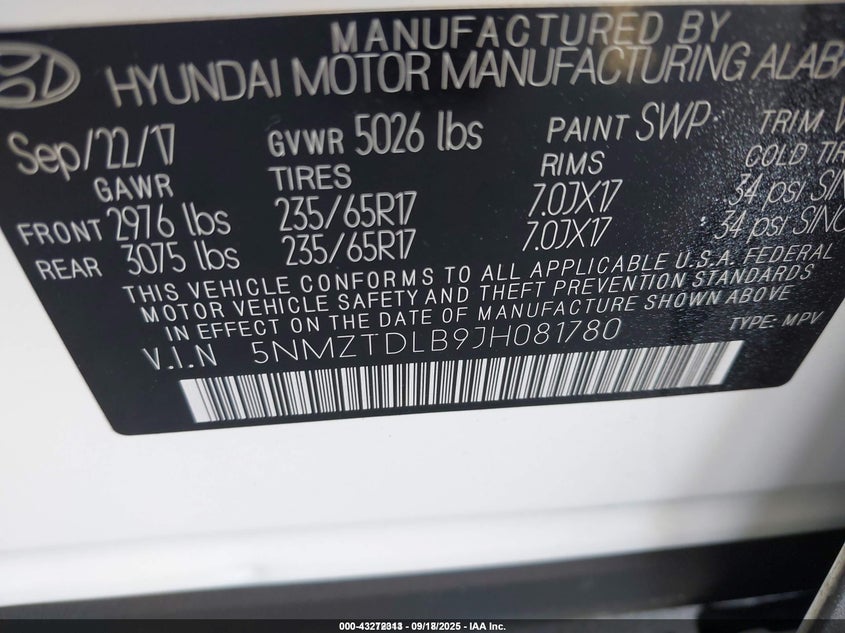 MANUFACTURED BY
HYUNDAI MOTOR MANUFACTURING
Sep/22/17 GVWR 5026 lbs PAINT SWP TRIM
GAWR TIRES RIMS COLD
FRONT 2976 lbs 235/65R17 7.0JX17 34 psi
REAR 3075 lbs 235/65R17 7.0JX17 34 psi
THIS VEHICLE CONFORMS TO ALL APPLICABLE U.S.A. FEDERAL
MOTOR VEHICLE SAFETY AND THEFT PREVENTION STANDARDS
IN EFFECT ON THE DATE OF MANUFACTURE SHOWN ABOVE
V.I.N 5NMZTDLB9JH081780 TYPE: MPV
09/18/2025 - IAA Inc.